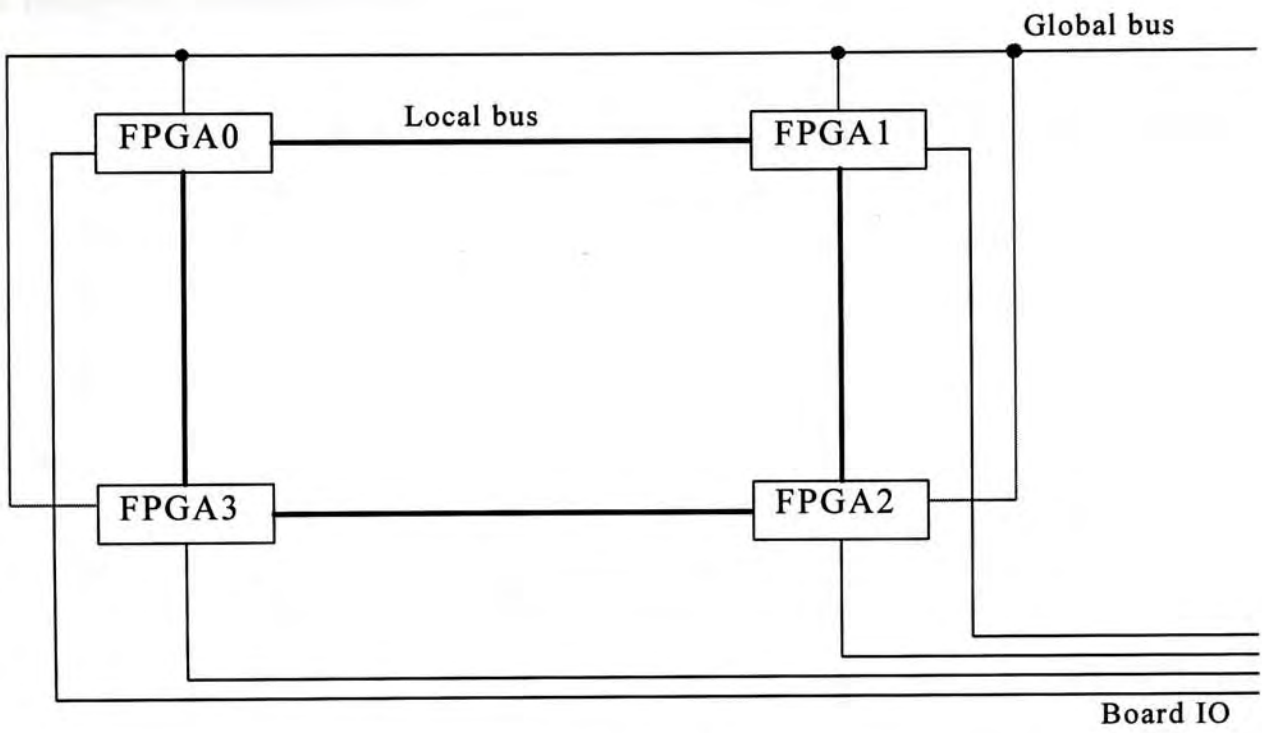 Global bus
Local bus
FPGA0
FPGA1
FPGA3
FPGA2
Board IO